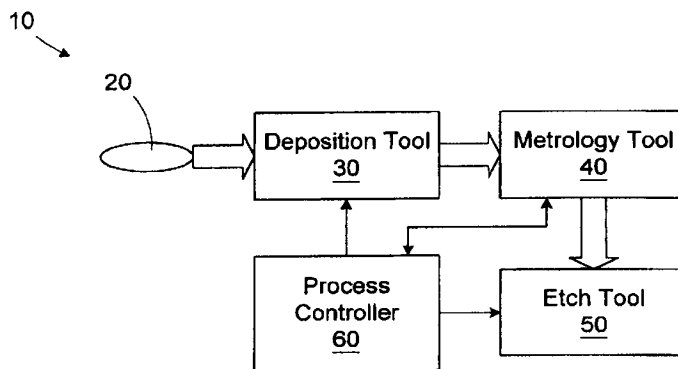 10
20
Deposition Tool
30
Metrology Tool
40
Process
Controller
60
Etch Tool
50